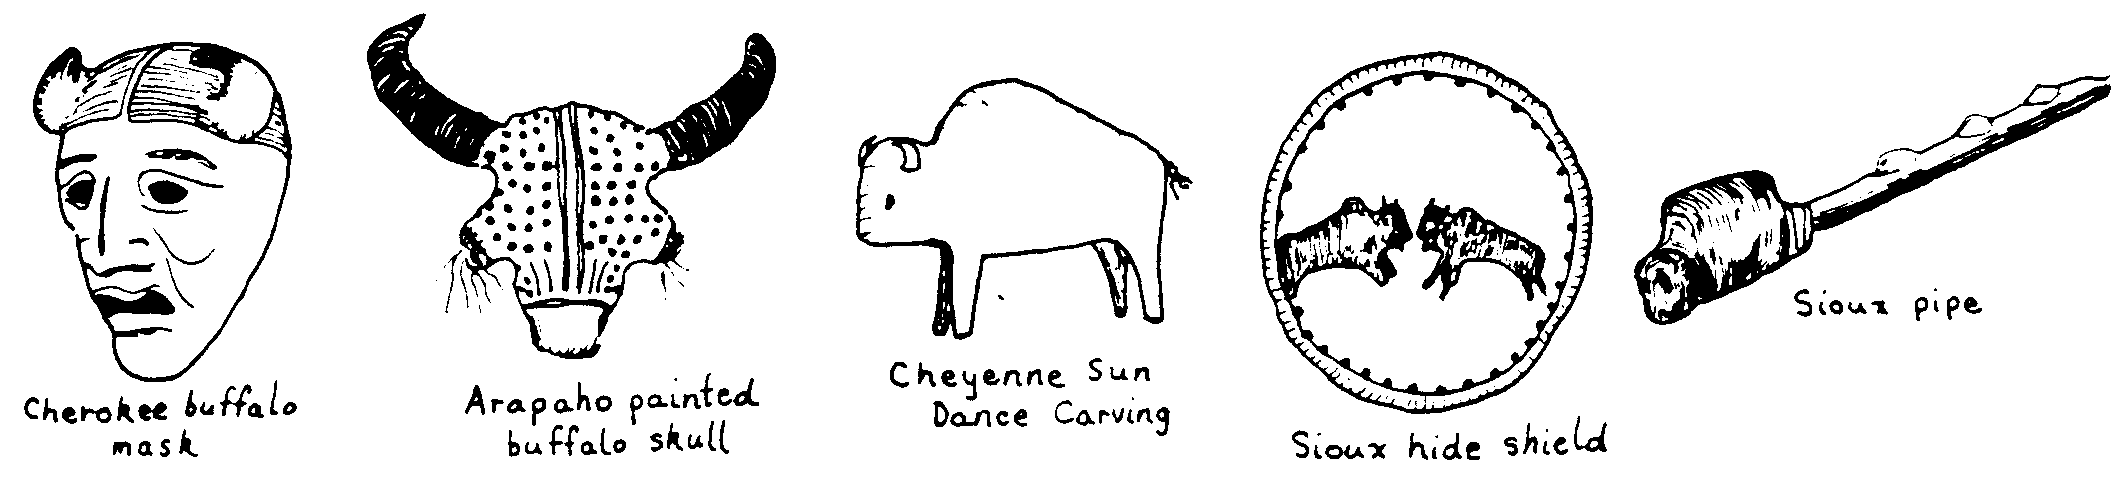 Cherokee buffalo
mask
Arapaho painted
buffalo skull
Cheyenne Sun
Dance Carving
Sioux hide shield
Sioux pipe